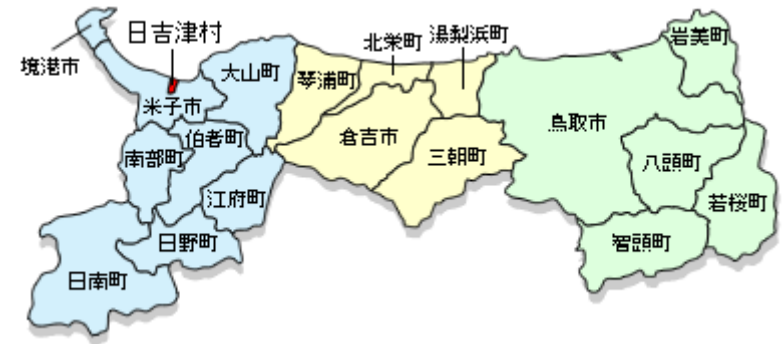 日吉津村
境港市
米子市
大山町
琴浦町
北栄町
湯梨浜町
岩美町
鳥取市
倉吉市
三朝町
八頭町
若桜町
智頭町
南部町
伯耆町
江府町
日野町
日南町